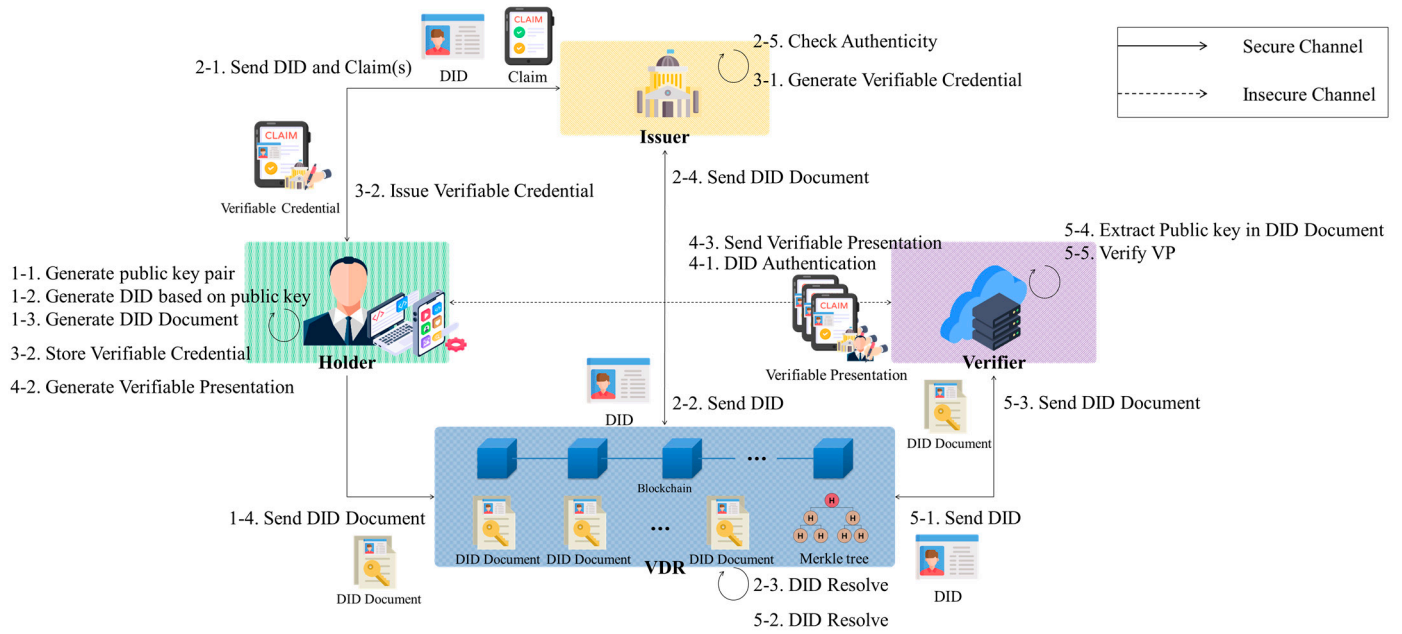 2-1. Send DID and Claim(s)
DID
CLAIM
Claim
2-5. Check Authenticity
3-1. Generate Verifiable Credential
Issuer
Secure Channel
Insecure Channel
CLAIM
Verifiable Credential
3-2. Issue Verifiable Credential
2-4. Send DID Document
1-1. Generate public key pair
1-2. Generate DID based on public key
1-3. Generate DID Document
3-2. Store Verifiable Credential
4-2. Generate Verifiable Presentation
Holder
4-3. Send Verifiable Presentation
4-1. DID Authentication
CLAIM
Verifiable Presentation
5-4. Extract Public key in DID Document
5-5. Verify VP
Verifier
DID
2-2. Send DID
5-3. Send DID Document
DID Document
Blockchain
...
DID Document
DID Document
...
DID Document
H
H H
H H H H
Merkle tree
VDR
1-4. Send DID Document
DID Document
5-1. Send DID
DID
2-3. DID Resolve
5-2. DID Resolve